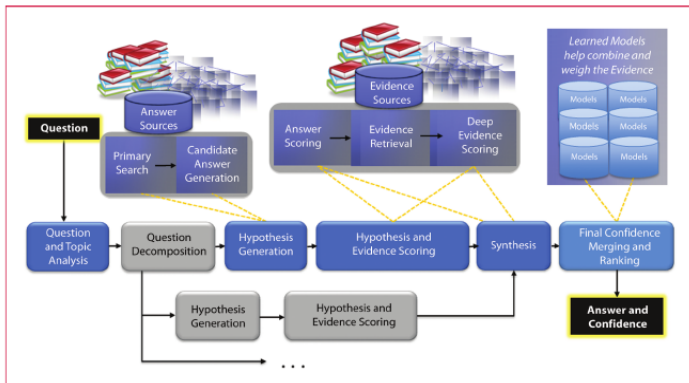 Learned Models
help combine and
weigh the Evidence
Models
Models
Models
Models
Models
Models
Answer
Sources
Evidence
Sources
Question
Primary
Search
Candidate
Answer
Generation
Answer
Scoring
Evidence
Retrieval
Deep
Evidence
Scoring
Question
and Topic
Analysis
Question
Decomposition
Hypothesis
Generation
Hypothesis and
Evidence Scoring
Synthesis
Final Confidence
Merging and
Ranking
Hypothesis
Generation
Hypothesis and
Evidence Scoring
Answer and
Confidence
. . .